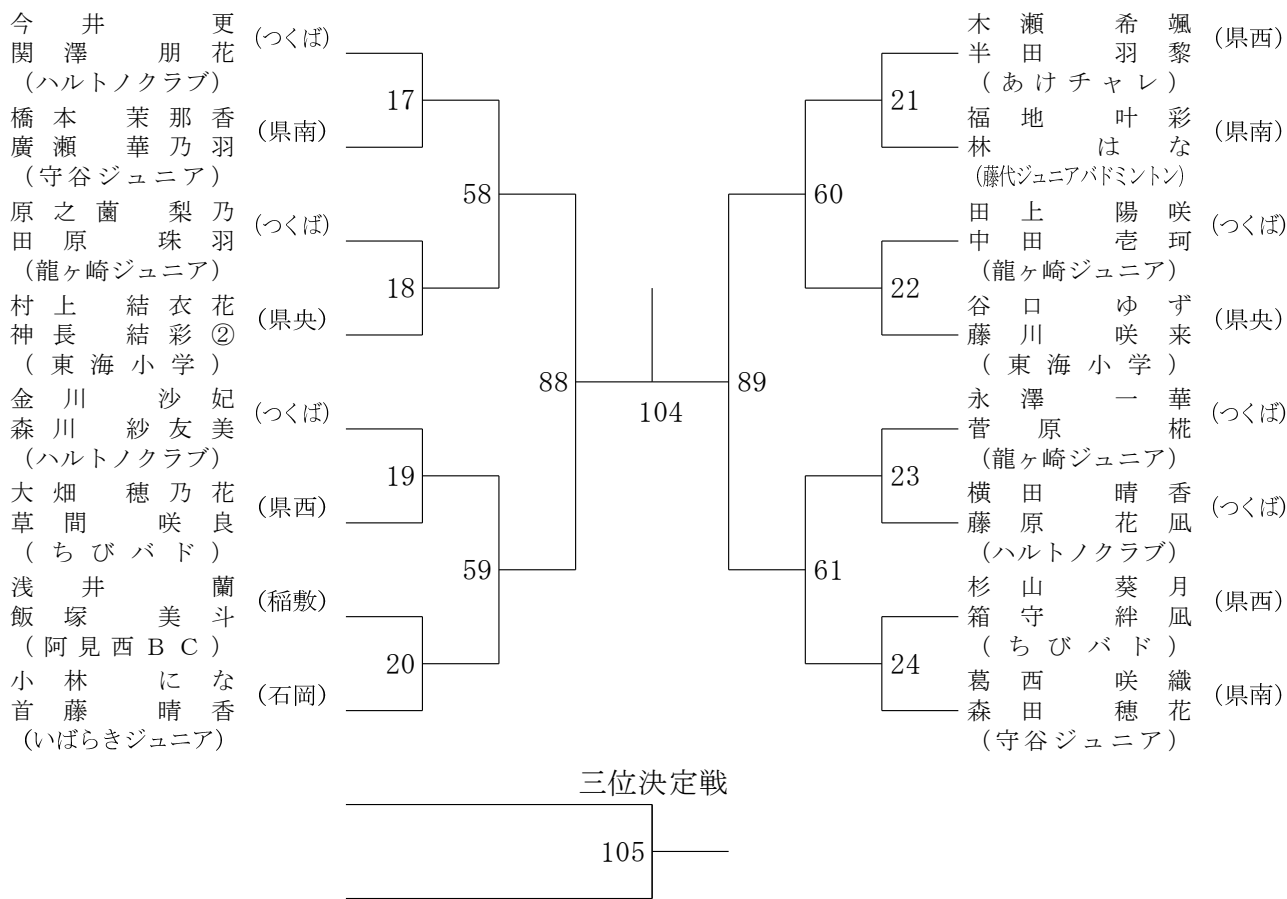 今井 更
関澤 朋花
(つくば)
(ハルトノクラブ)
橋本 茉那香
廣瀬 華乃羽
(県南)
(守谷ジュニア)
原之薗 梨乃
田原 珠羽
(つくば)
(龍ヶ崎ジュニア)
村上 結衣花
神長 結彩②
(県央)
(東海小学)
金川 沙妃
森川 紗友美
(つくば)
(ハルトノクラブ)
大畑 穂乃花
草間 咲良
(県西)
(ちびバド)
浅井 蘭
飯塚 美斗
(稲敷)
(阿見西BC)
小林 にな
首藤 晴香
(石岡)
(いばらきジュニア)
17
18
19
20
58
59
88
104
89
60
61
21
22
23
24
木瀬 希颯
半田 羽黎
(県西)
(あけチャレ)
福地 叶彩
林 はな
(県南)
(藤代ジュニアバドミントン)
田上 陽咲
中田 壱珂
(つくば)
(龍ヶ崎ジュニア)
谷口 ゆず
藤川 咲来
(県央)
(東海小学)
永澤 一華
菅原 椛
(つくば)
(龍ヶ崎ジュニア)
横田 晴香
藤原 花凪
(つくば)
(ハルトノクラブ)
杉山 葵月
箱守 絆凪
(県西)
(ちびバド)
葛西 咲織
森田 穂花
(県南)
(守谷ジュニア)
三位決定戦
105